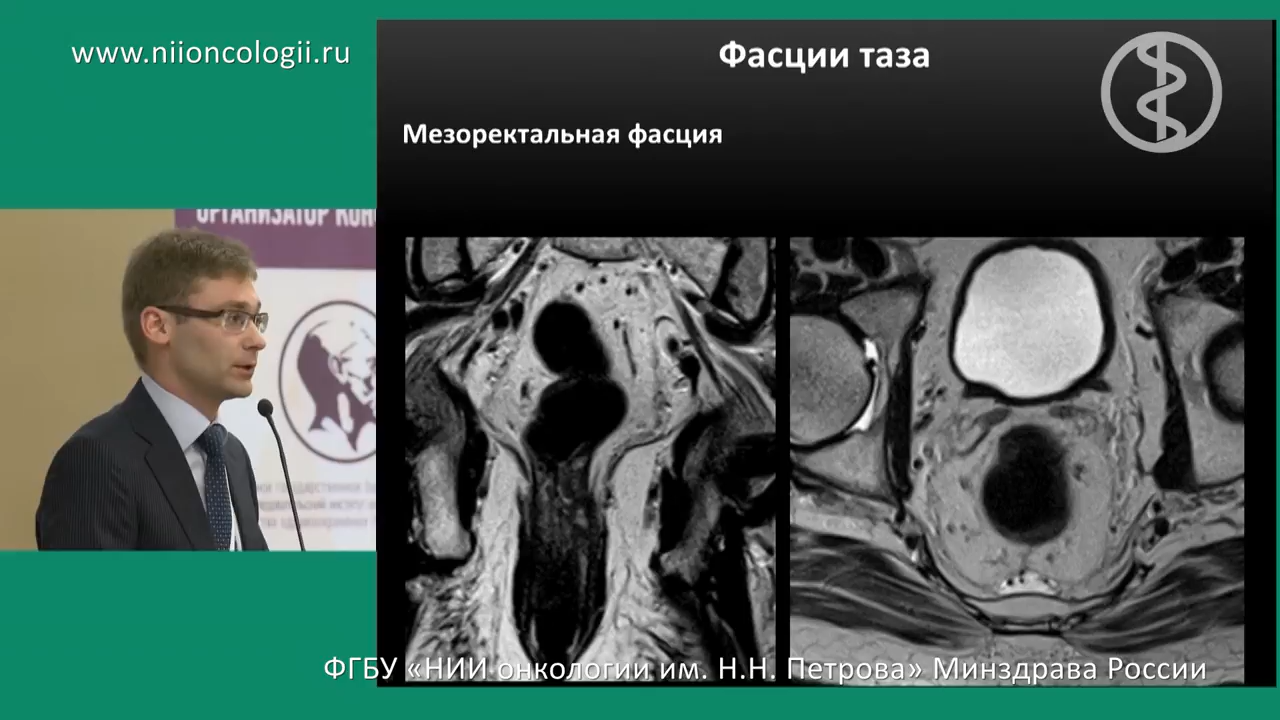 www.niioncologii.ru
Фасции таза
Мезоректальная фасция
ОРГАНИЗАТОР КОН
ФГБУ «НИИ онкологии им. Н.Н. Петрова» Минздрава России